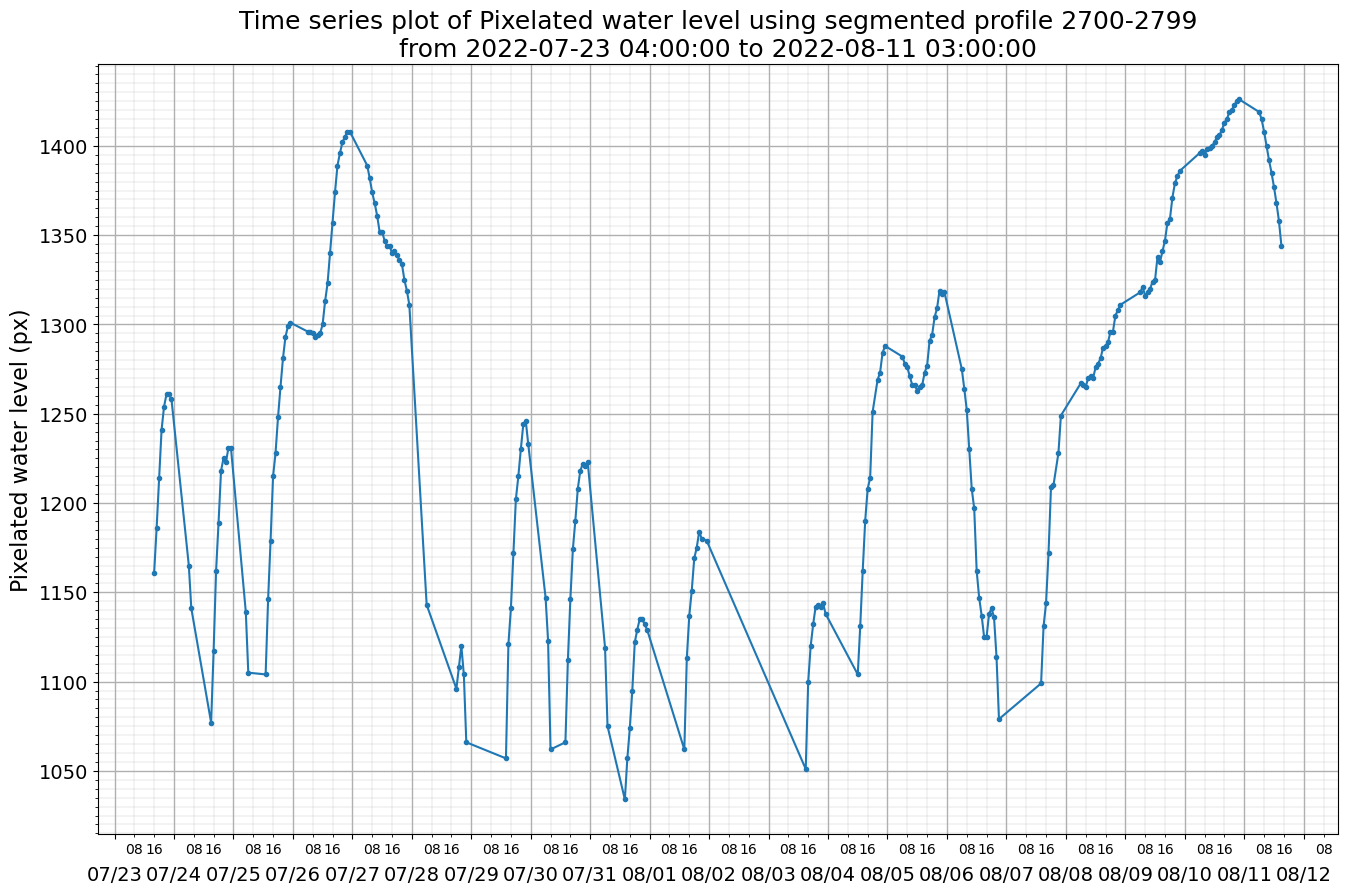 Time series plot of Pixelated water level using segmented profile 2700-2799
from 2022-07-23 04:00:00 to 2022-08-11 03:00:00
Pixelated water level (px)
1400
1350
1300
1250
1200
1150
1100
1050
08 16 08 16 08 16 08 16 08 16 08 16 08 16 08 16 08 16 08 16 08 16 08 16 08 16 08 16 08 16 08 16 08 16 08 16 08 16 08 16 08
07/23 07/24 07/25 07/26 07/27 07/28 07/29 07/30 07/31 08/01 08/02 08/03 08/04 08/05 08/06 08/07 08/08 08/09 08/10 08/11 08/12